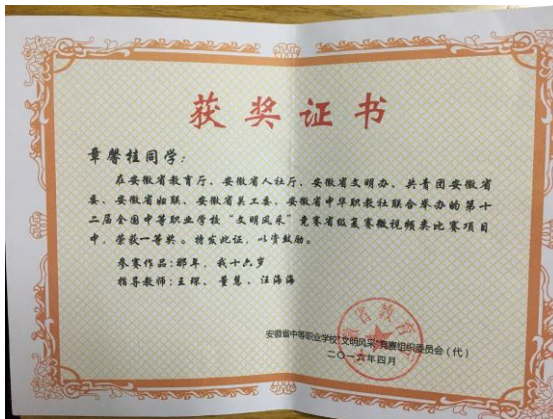 获奖证书
章馨桂同学：
在安徽省教育厅、安徽省人社厅、安徽省文明办、共青团安徽省
委、安徽省妇联、安徽省关工委、安徽省中华职教社联合举办的第十
二届全国中等职业学校“文明风采”竞赛省级复赛微视频类比赛项目
中，荣获一等奖。特发此证，以资鼓励。
参赛作品：那年，我十六岁
指导教师：王琛、董慧、汪海海
安徽省中等职业学校“文明风采”竞赛组织委员会（代）
二〇一六年四月